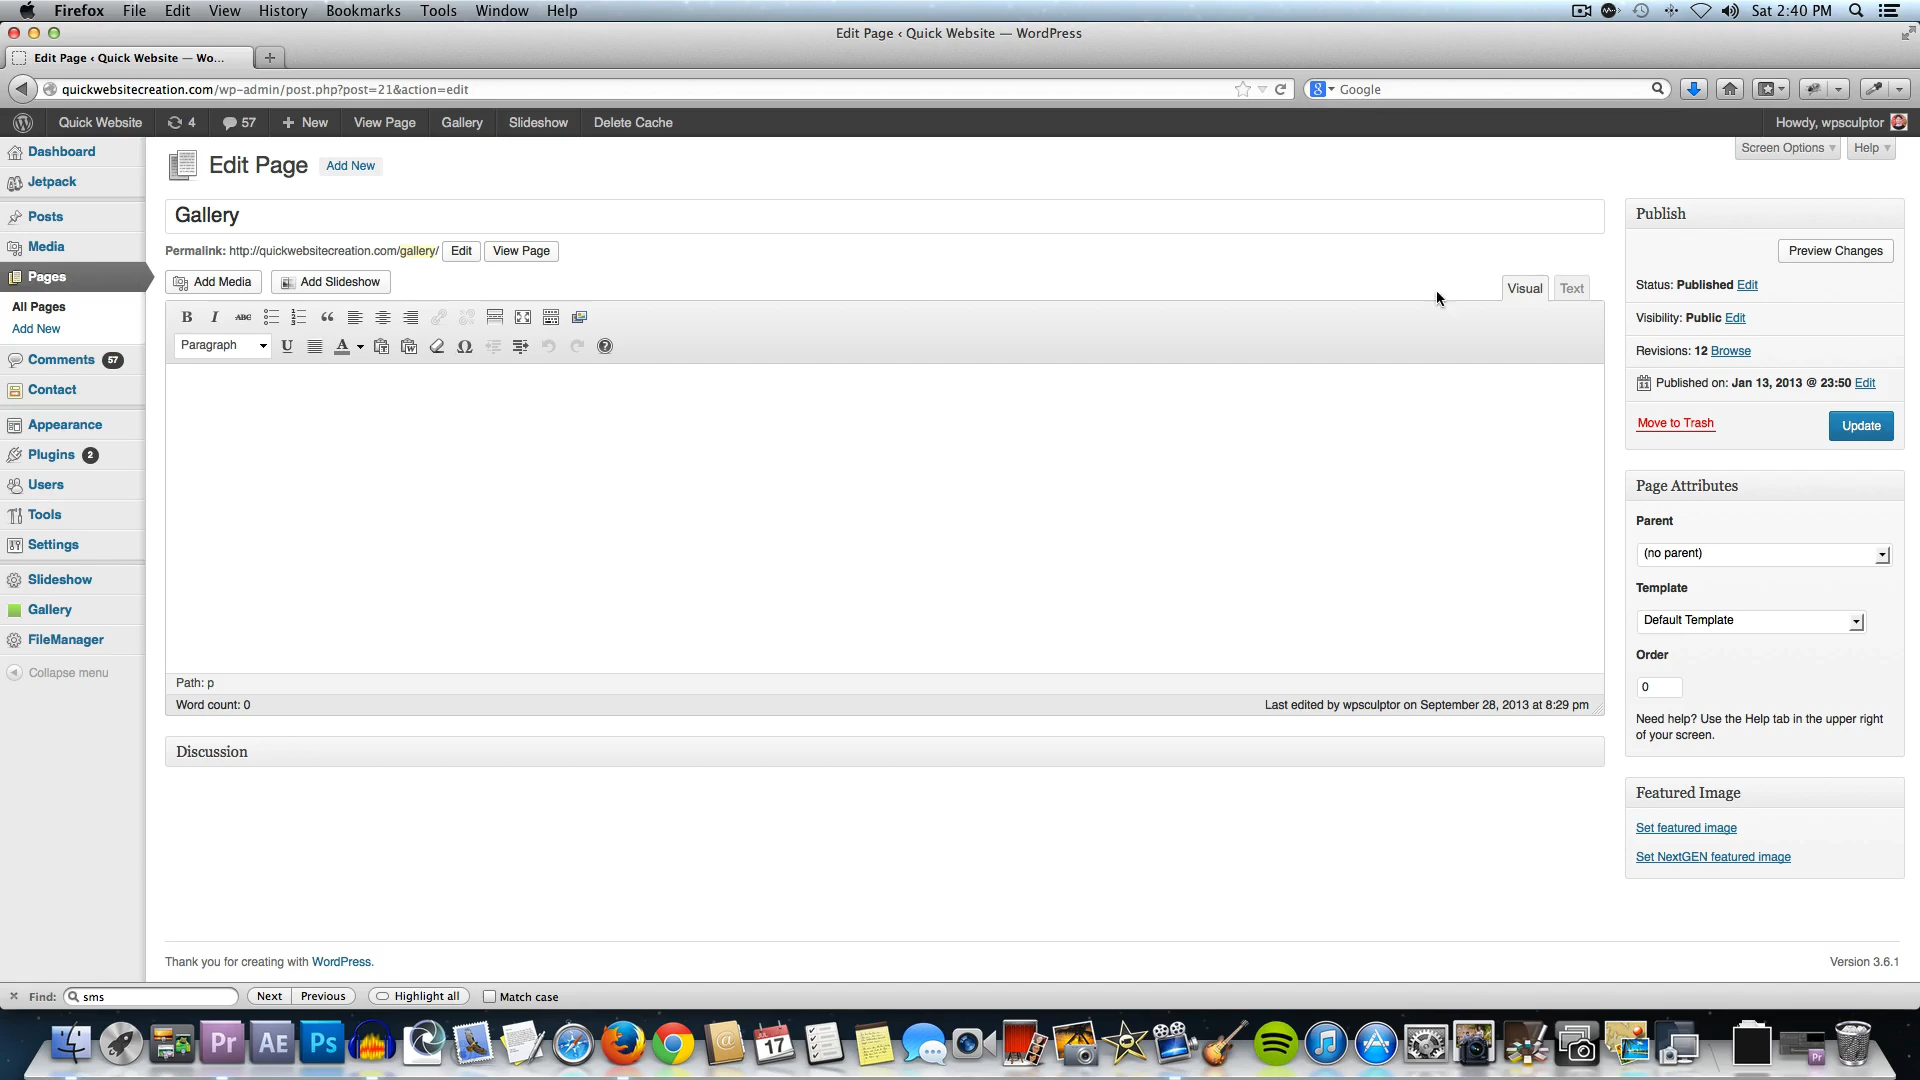 Firefox File Edit View History Bookmarks Tools Window Help
Sat 2:40 PM
Edit Page ‹ Quick Website — WordPress
Edit Page ‹ Quick Website — Wo...
quickwebsitecreation.com/wp-admin/post.php?post=21&action=edit
Google
Quick Website 4 57 + New View Page Gallery Slideshow Delete Cache
Howdy, wpsculptor
Dashboard
Jetpack
Posts
Media
Pages
All Pages
Add New
Comments 57
Contact
Appearance
Plugins 2
Users
Tools
Settings
Slideshow
Gallery
FileManager
Collapse menu
Edit Page Add New
Screen Options Help
Gallery
Permalink: http://quickwebsitecreation.com/gallery/ Edit View Page
Add Media Add Slideshow
Visual Text
B I ABC
Paragraph U A Ω
Path: p
Word count: 0
Last edited by wpsculptor on September 28, 2013 at 8:29 pm
Discussion
Publish
Preview Changes
Status: Published Edit
Visibility: Public Edit
Revisions: 12 Browse
Published on: Jan 13, 2013 @ 23:50 Edit
Move to Trash Update
Page Attributes
Parent
(no parent)
Template
Default Template
Order
0
Need help? Use the Help tab in the upper right
of your screen.
Featured Image
Set featured image
Set NextGEN featured image
Thank you for creating with WordPress.
Version 3.6.1
Find: sms Next Previous Highlight all Match case
Pr AE Ps 17 Pr